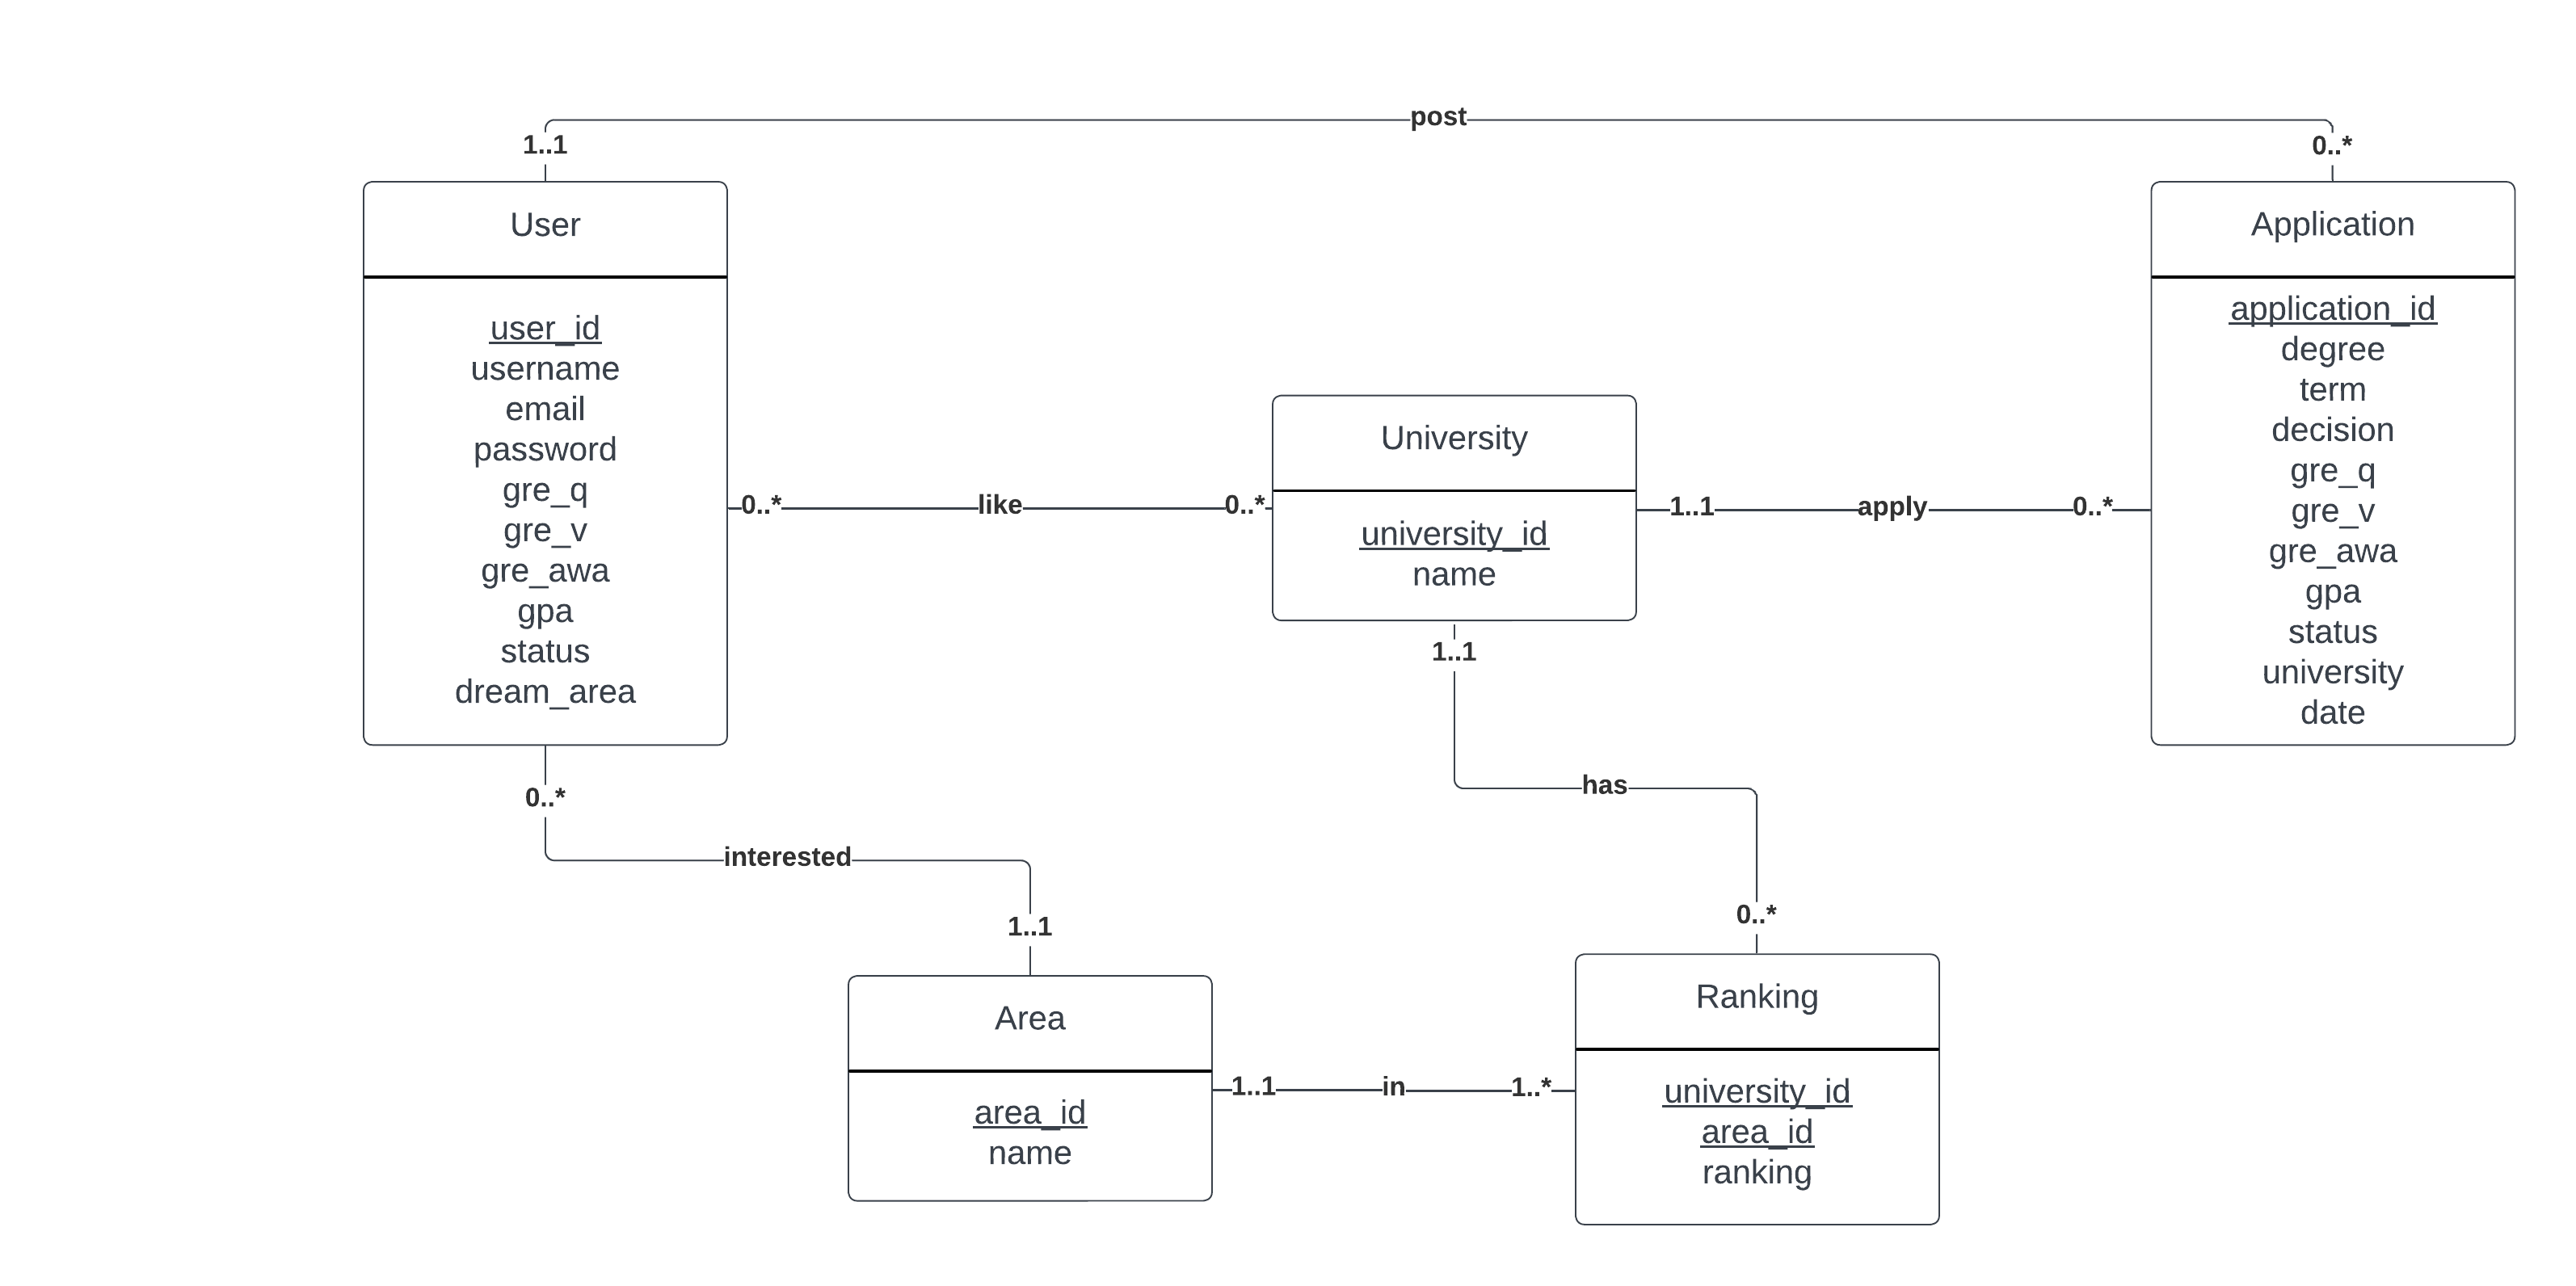 post
1..1
0..*
User
user_id
username
email
password
gre_q
gre_v
gre_awa
gpa
status
dream_area
Application
application_id
degree
term
decision
gre_q
gre_v
gre_awa
gpa
status
university
date
0..*
like
0..*
University
university_id
name
1..1
apply
0..*
1..1
has
0..*
0..*
interested
1..1
Area
area_id
name
1..1
in
1..*
Ranking
university_id
area_id
ranking